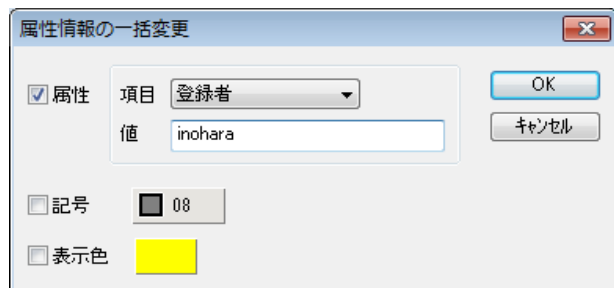 属性情報の一括変更
属性 項目 登録者
値 inohara
OK
キャンセル
記号 08
表示色